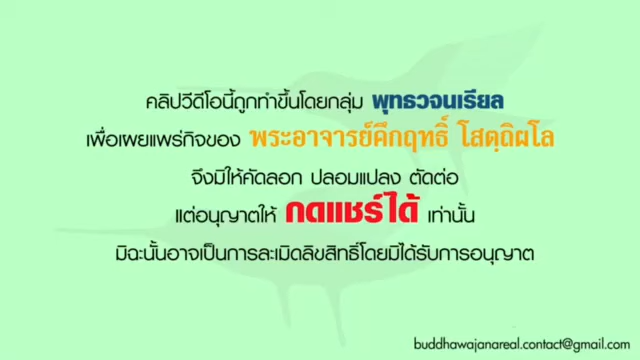 คลิปวีดีโอนี้ถูกทำขึ้นโดยกลุ่ม พุทธวจนเรียล
เพื่อเผยแพร่กิจของ พระอาจารย์คึกฤทธิ์ โสตฺถิผโล
จึงมิให้คัดลอก ปลอมแปลง ตัดต่อ
แต่อนุญาตให้ กดแชร์ได้ เท่านั้น
มิฉะนั้นอาจเป็นการละเมิดลิขสิทธิ์โดยมิได้รับการอนุญาต
buddhawajanareal.contact@gmail.com